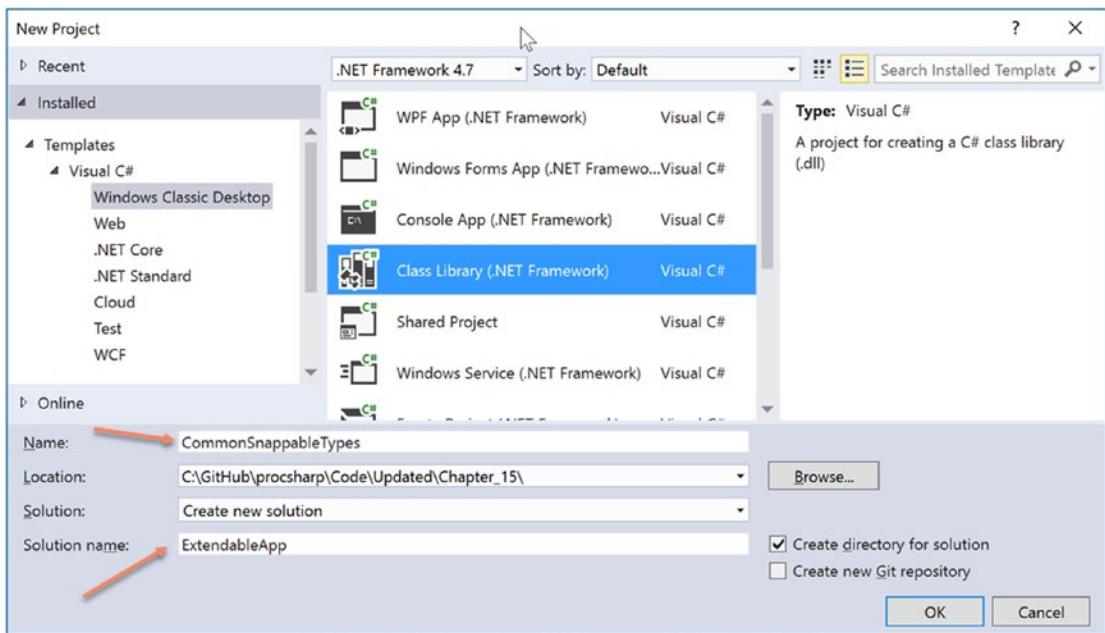 New Project
?
Recent
.NET Framework 4.7
Sort by: Default
Search Installed Template
Installed
Templates
Visual C#
Windows Classic Desktop
Web
.NET Core
.NET Standard
Cloud
Test
WCF
Online
C#
WPF App (.NET Framework) Visual C#
C#
Windows Forms App (.NET Framewo...Visual C#
C#
Console App (.NET Framework) Visual C#
C#
Class Library (.NET Framework) Visual C#
C#
Shared Project Visual C#
C#
Windows Service (.NET Framework) Visual C#
C#
Type: Visual C#
A project for creating a C# class library
(.dll)
Name: CommonSnappableTypes
Location: C:\GitHub\procsharp\Code\Updated\Chapter_15\
Browse...
Solution: Create new solution
Solution name: ExtendableApp
Create directory for solution
Create new Git repository
OK
Cancel